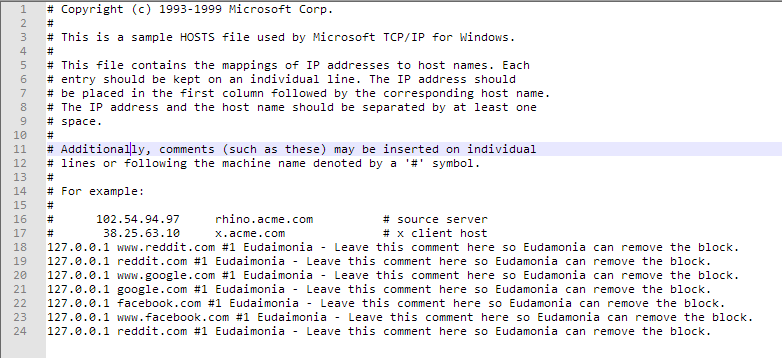 1 # Copyright (c) 1993-1999 Microsoft Corp.
2 #
3 # This is a sample HOSTS file used by Microsoft TCP/IP for Windows.
4 #
5 # This file contains the mappings of IP addresses to host names. Each
6 # entry should be kept on an individual line. The IP address should
7 # be placed in the first column followed by the corresponding host name.
8 # The IP address and the host name should be separated by at least one
9 # space.
10 #
11 # Additionally, comments (such as these) may be inserted on individual
12 # lines or following the machine name denoted by a '#' symbol.
13 #
14 # For example:
15 #
16 #      102.54.94.97     rhino.acme.com          # source server
17 #       38.25.63.10     x.acme.com              # x client host
18 127.0.0.1 www.reddit.com #1 Eudaimonia - Leave this comment here so Eudamonia can remove the block.
19 127.0.0.1 reddit.com #1 Eudaimonia - Leave this comment here so Eudamonia can remove the block.
20 127.0.0.1 www.google.com #1 Eudaimonia - Leave this comment here so Eudamonia can remove the block.
21 127.0.0.1 google.com #1 Eudaimonia - Leave this comment here so Eudamonia can remove the block.
22 127.0.0.1 facebook.com #1 Eudaimonia - Leave this comment here so Eudamonia can remove the block.
23 127.0.0.1 www.facebook.com #1 Eudaimonia - Leave this comment here so Eudamonia can remove the block.
24 127.0.0.1 reddit.com #1 Eudaimonia - Leave this comment here so Eudamonia can remove the block.